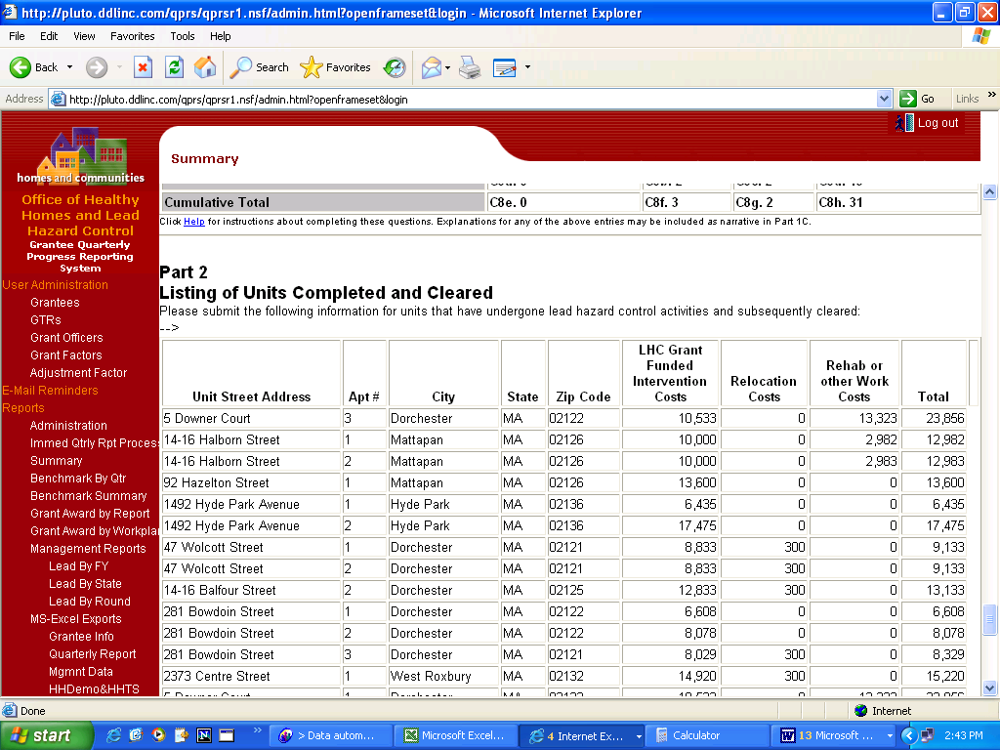 http://pluto.ddlinc.com/qprs/qprsr1.nsf/admin.html?openframeset&login - Microsoft Internet Explorer
File Edit View Favorites Tools Help
Back Search Favorites
Address http://pluto.ddlinc.com/qprs/qprsr1.nsf/admin.html?openframeset&login Go Links »
Log out
homes and communities
Office of Healthy
Homes and Lead
Hazard Control
Grantee Quarterly
Progress Reporting
System
User Administration
Grantees
GTRs
Grant Officers
Grant Factors
Adjustment Factor
E-Mail Reminders
Reports
Administration
Immed Qtrly Rpt Proces
Summary
Benchmark By Qtr
Benchmark Summary
Grant Award by Report
Grant Award by Workplan
Management Reports
Lead By FY
Lead By State
Lead By Round
MS-Excel Exports
Grantee Info
Quarterly Report
Mgmnt Data
HHDemo&HHTS
Summary
Cumulative Total C8e. 0 C8f. 3 C8g. 2 C8h. 31
Click Help for instructions about completing these questions. Explanations for any of the above entries may be included as narrative in Part 1C.
Part 2
Listing of Units Completed and Cleared
Please submit the following information for units that have undergone lead hazard control activities and subsequently cleared:
-->
Unit Street Address Apt # City State Zip Code LHC Grant Funded Intervention Costs Relocation Costs Rehab or other Work Costs Total
5 Downer Court 3 Dorchester MA 02122 10,533 0 13,323 23,856
14-16 Halborn Street 1 Mattapan MA 02126 10,000 0 2,982 12,982
14-16 Halborn Street 2 Mattapan MA 02126 10,000 0 2,983 12,983
92 Hazelton Street 1 Mattapan MA 02126 13,600 0 0 13,600
1492 Hyde Park Avenue 1 Hyde Park MA 02136 6,435 0 0 6,435
1492 Hyde Park Avenue 2 Hyde Park MA 02136 17,475 0 0 17,475
47 Wolcott Street 1 Dorchester MA 02121 8,833 300 0 9,133
47 Wolcott Street 2 Dorchester MA 02121 8,833 300 0 9,133
14-16 Balfour Street 2 Dorchester MA 02125 12,833 300 0 13,133
281 Bowdoin Street 1 Dorchester MA 02122 6,608 0 0 6,608
281 Bowdoin Street 2 Dorchester MA 02122 8,078 0 0 8,078
281 Bowdoin Street 3 Dorchester MA 02121 8,029 300 0 8,329
2373 Centre Street 1 West Roxbury MA 02132 14,920 300 0 15,220
Done Internet
start » > Data autom... Microsoft Excel... 4 Internet Ex... Calculator 13 Microsoft ... 2:43 PM